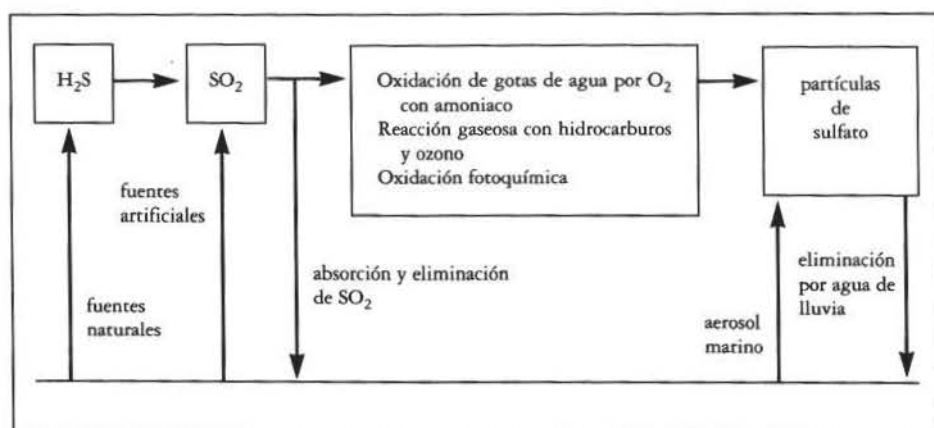 H₂S
SO₂
Oxidación de gotas de agua por O₂
con amoniaco
Reacción gaseosa con hidrocarburos
y ozono
Oxidación fotoquímica
partículas
de
sulfato
fuentes
artificiales
fuentes
naturales
absorción y eliminación
de SO₂
aerosol
marino
eliminación
por agua de
lluvia